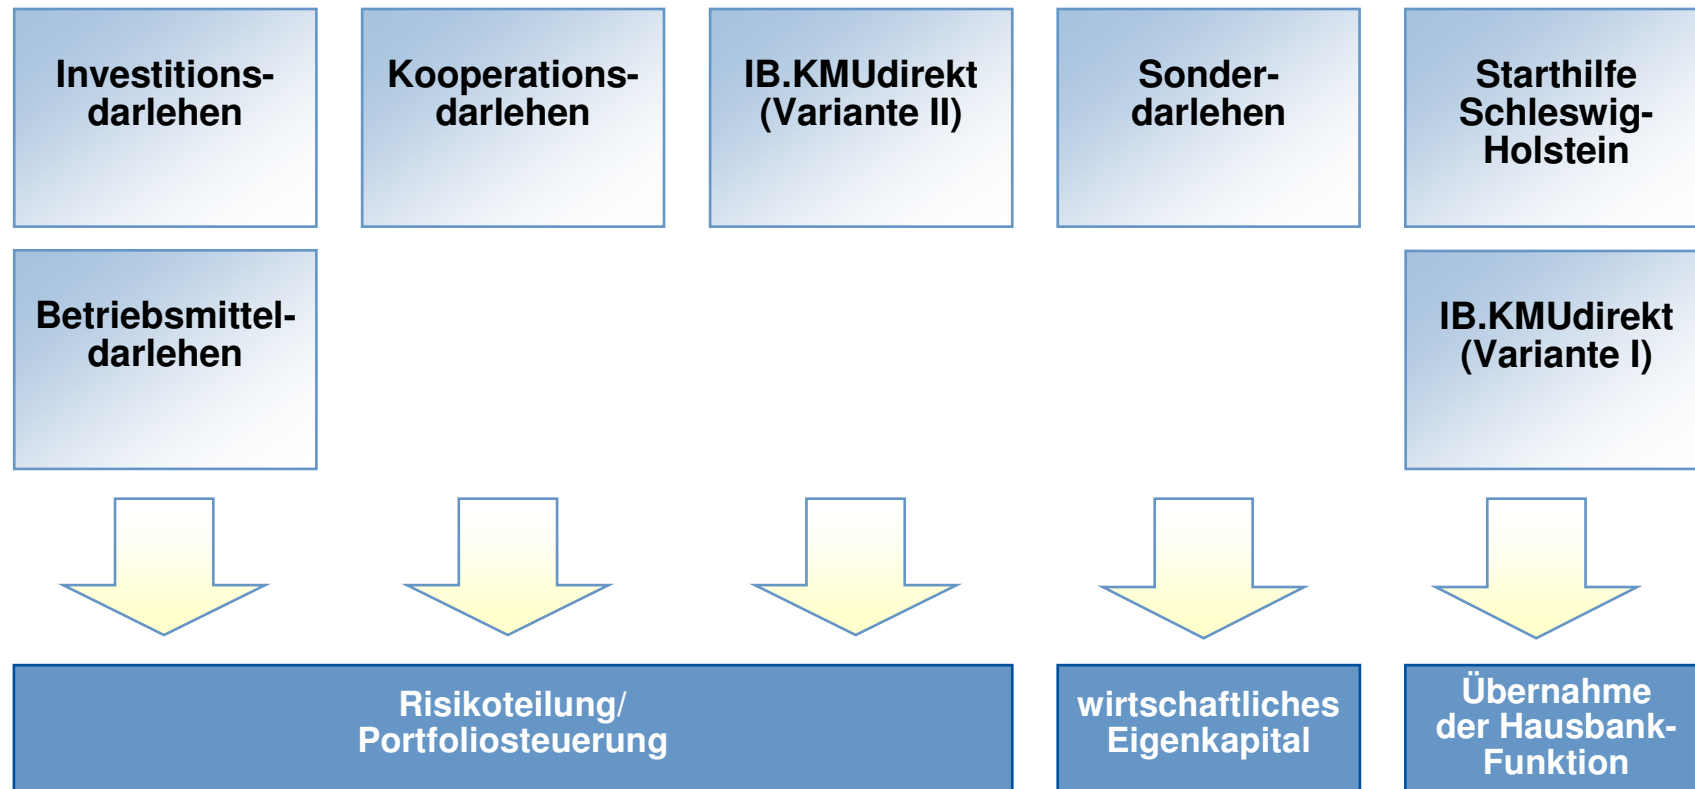 Investitions-
darlehen
Kooperations-
darlehen
IB.KMUdirekt
(Variante II)
Sonder-
darlehen
Starthilfe
Schleswig-
Holstein
Betriebsmittel-
darlehen
IB.KMUdirekt
(Variante I)
Risikoteilung/
Portfoliosteuerung
wirtschaftliches
Eigenkapital
Übernahme
der Hausbank-
Funktion